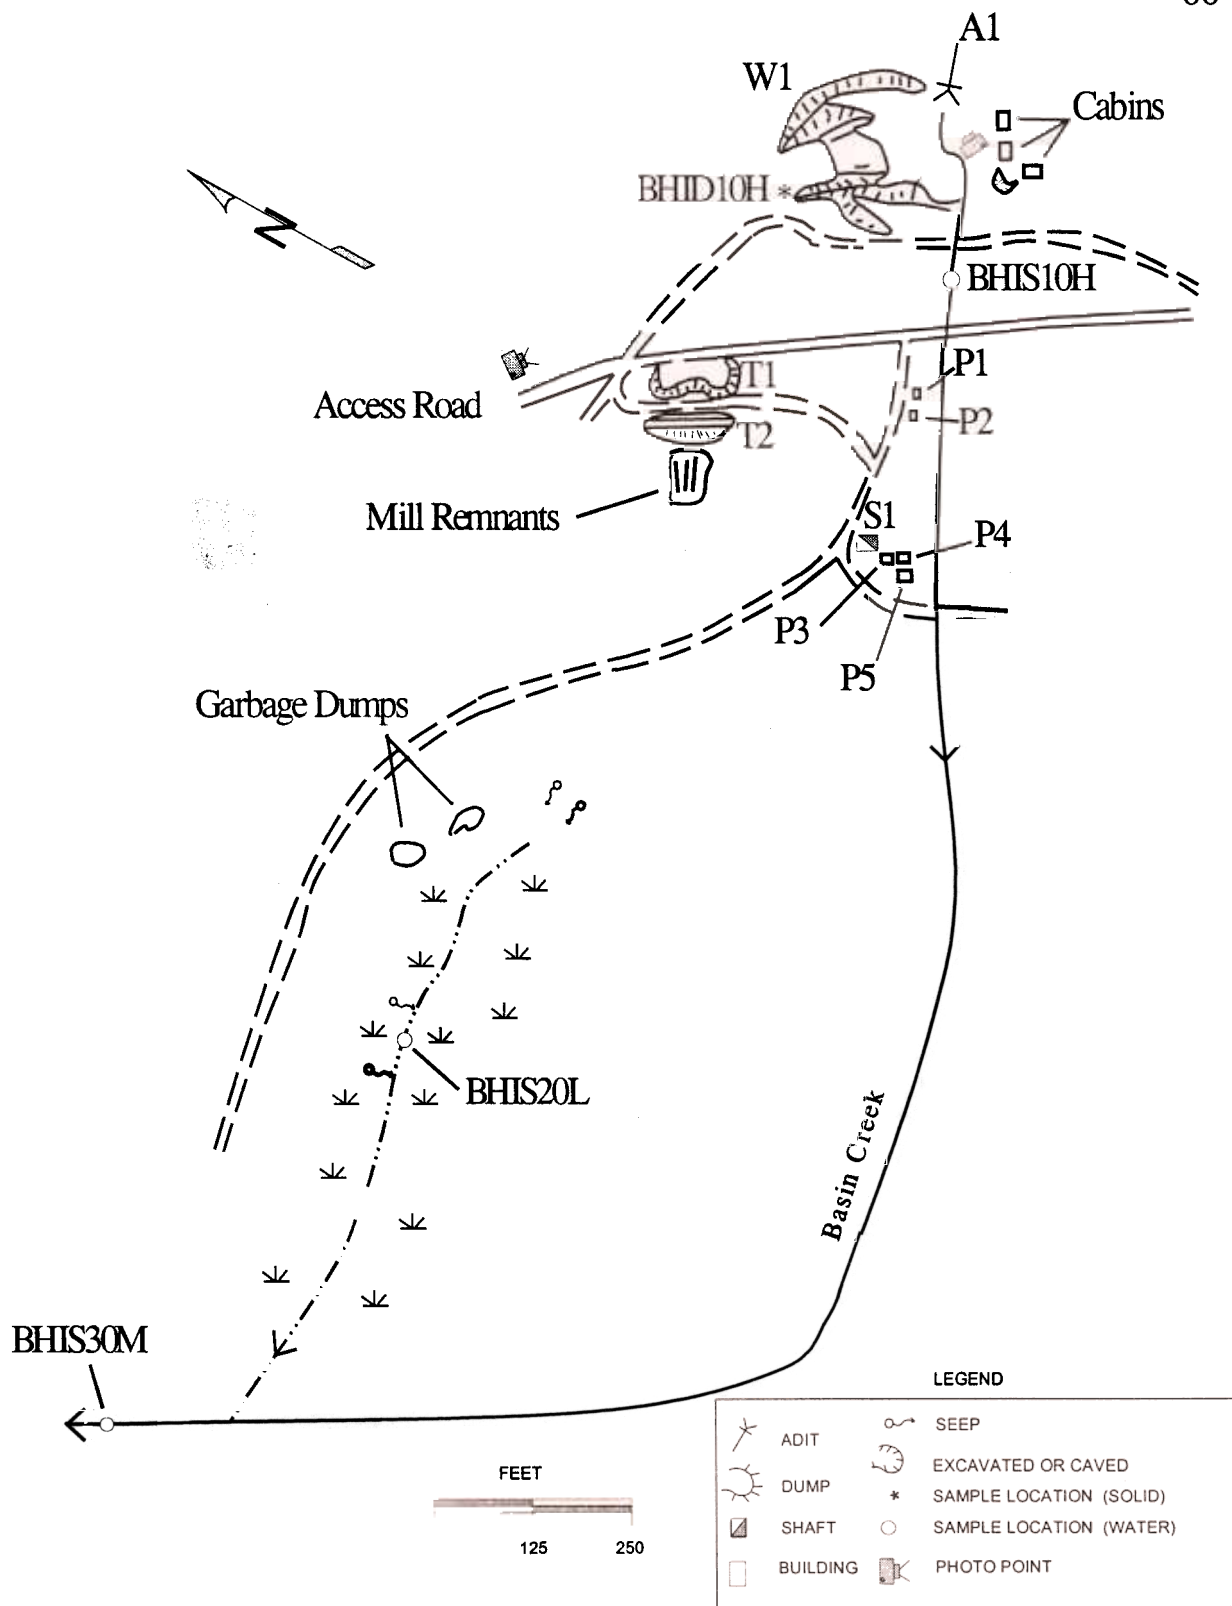 A1
W1
Cabins
BHID10H *
BHIS10H
P1
T1
Access Road
P2
T2
Mill Remnants
S1
P4
P3
P5
Garbage Dumps
BHIS20L
Basin Creek
BHIS30M
LEGEND
ADIT
SEEP
EXCAVATED OR CAVED
DUMP
* SAMPLE LOCATION (SOLID)
SHAFT
SAMPLE LOCATION (WATER)
BUILDING
PHOTO POINT
FEET
125 250
N